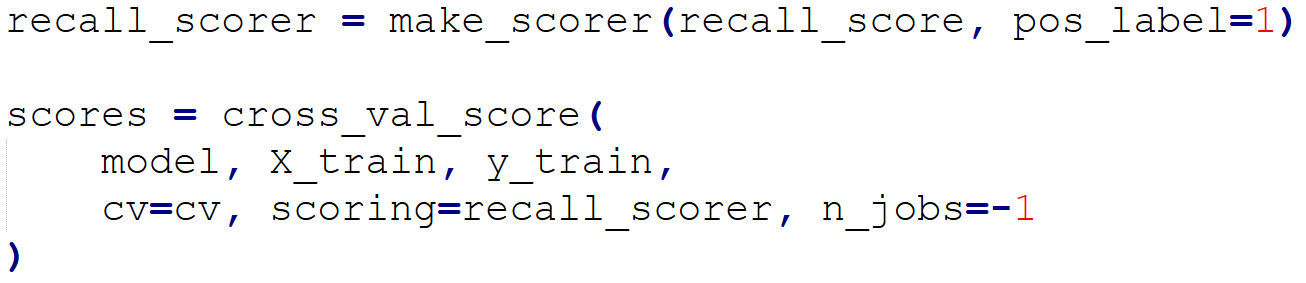 recall_scorer = make_scorer(recall_score, pos_label=1)
scores = cross_val_score(
    model, X_train, y_train,
    cv=cv, scoring=recall_scorer, n_jobs=-1
)